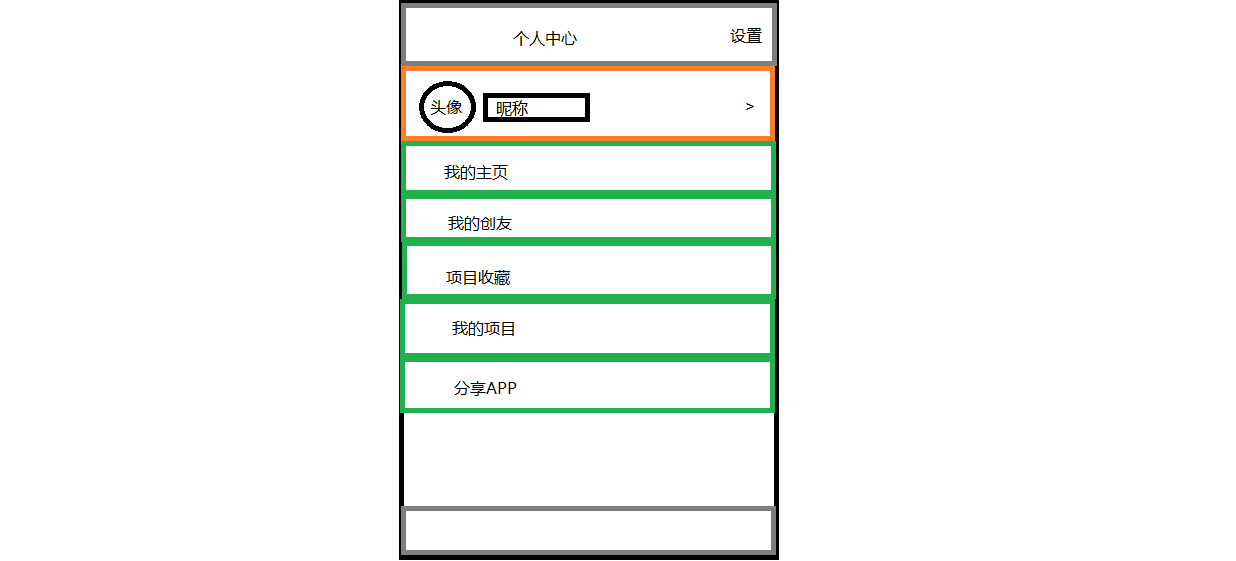 个人中心 设置
头像 昵称 >
我的主页
我的创友
项目收藏
我的项目
分享APP